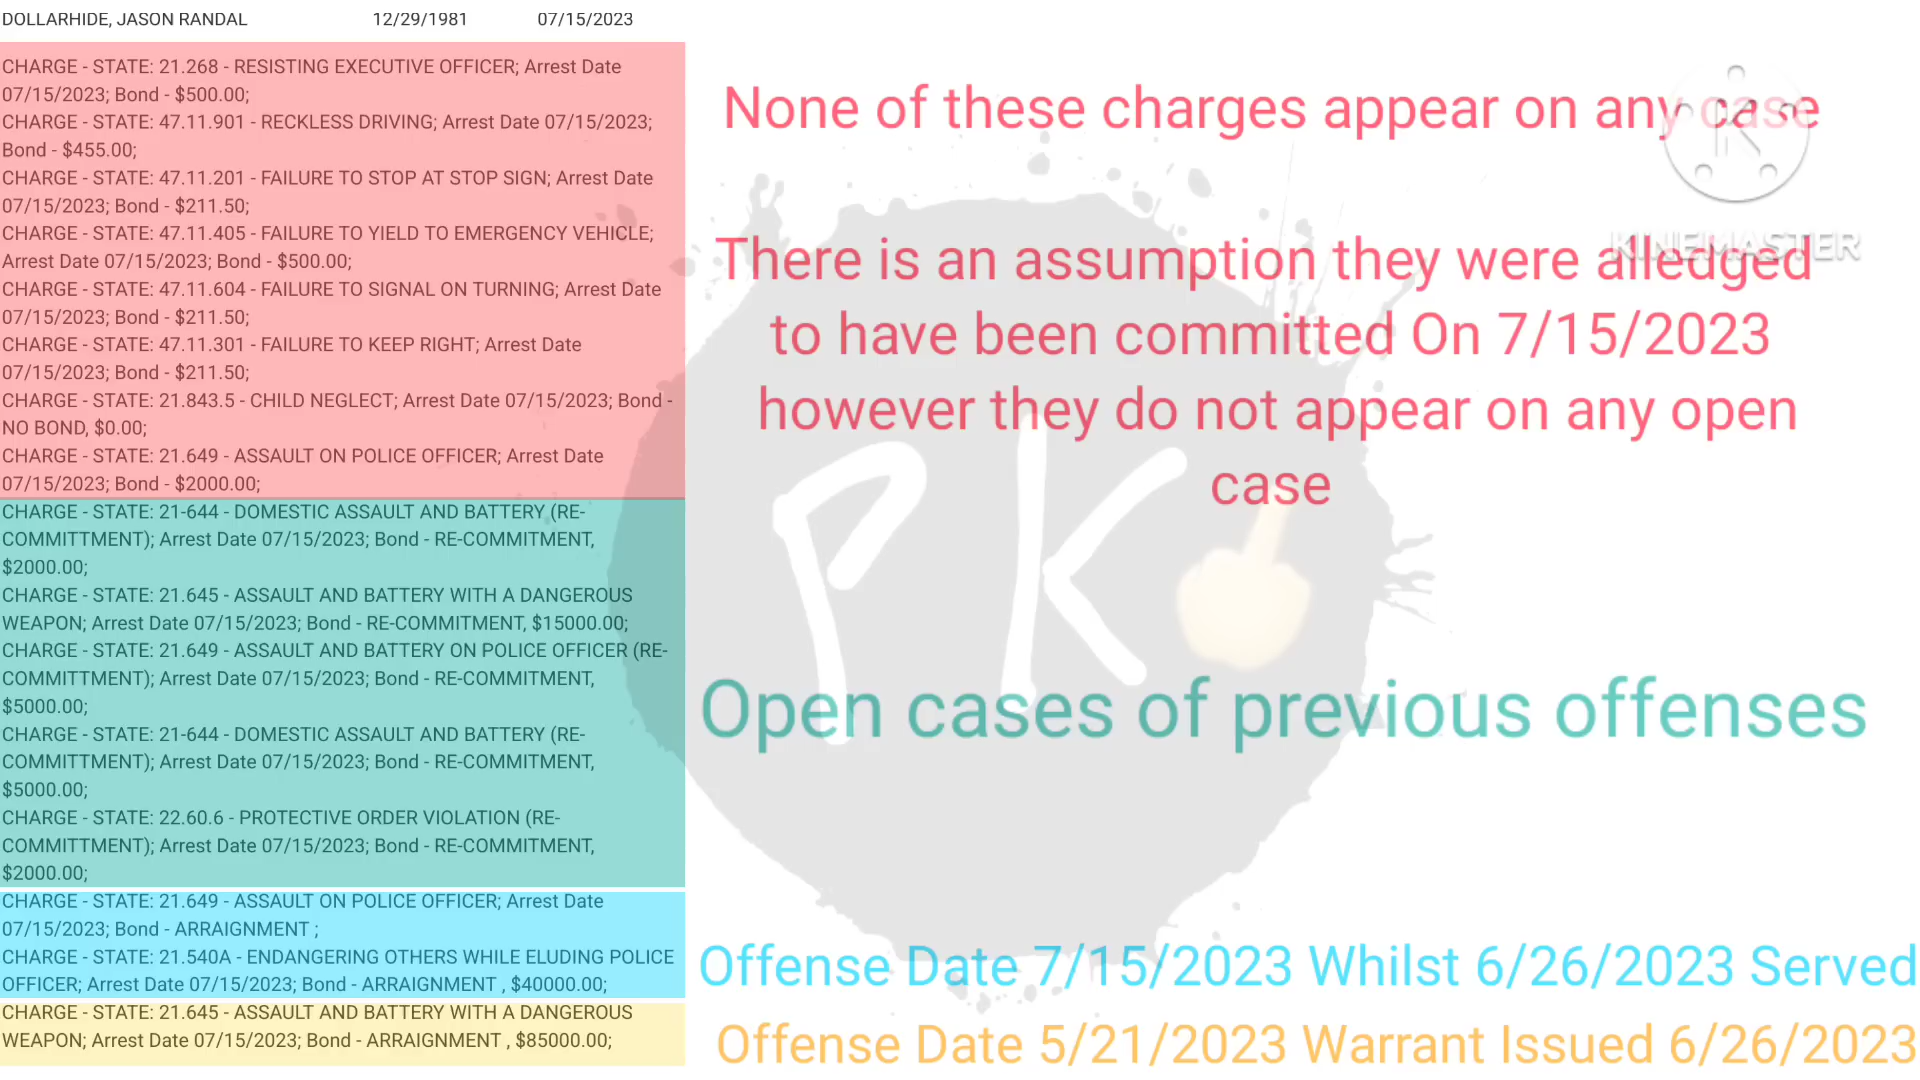 DOLLARHIDE, JASON RANDAL 12/29/1981 07/15/2023
CHARGE - STATE: 21.268 - RESISTING EXECUTIVE OFFICER; Arrest Date
07/15/2023; Bond - $500.00;
CHARGE - STATE: 47.11.901 - RECKLESS DRIVING; Arrest Date 07/15/2023;
Bond - $455.00;
CHARGE - STATE: 47.11.201 - FAILURE TO STOP AT STOP SIGN; Arrest Date
07/15/2023; Bond - $211.50;
CHARGE - STATE: 47.11.405 - FAILURE TO YIELD TO EMERGENCY VEHICLE;
Arrest Date 07/15/2023; Bond - $500.00;
CHARGE - STATE: 47.11.604 - FAILURE TO SIGNAL ON TURNING; Arrest Date
07/15/2023; Bond - $211.50;
CHARGE - STATE: 47.11.301 - FAILURE TO KEEP RIGHT; Arrest Date
07/15/2023; Bond - $211.50;
CHARGE - STATE: 21.843.5 - CHILD NEGLECT; Arrest Date 07/15/2023; Bond -
NO BOND, $0.00;
CHARGE - STATE: 21.649 - ASSAULT ON POLICE OFFICER; Arrest Date
07/15/2023; Bond - $2000.00;
CHARGE - STATE: 21-644 - DOMESTIC ASSAULT AND BATTERY (RE-
COMMITTMENT); Arrest Date 07/15/2023; Bond - RE-COMMITMENT,
$2000.00;
CHARGE - STATE: 21.645 - ASSAULT AND BATTERY WITH A DANGEROUS
WEAPON; Arrest Date 07/15/2023; Bond - RE-COMMITMENT, $15000.00;
CHARGE - STATE: 21.649 - ASSAULT AND BATTERY ON POLICE OFFICER (RE-
COMMITTMENT); Arrest Date 07/15/2023; Bond - RE-COMMITMENT,
$5000.00;
CHARGE - STATE: 21-644 - DOMESTIC ASSAULT AND BATTERY (RE-
COMMITTMENT); Arrest Date 07/15/2023; Bond - RE-COMMITMENT,
$5000.00;
CHARGE - STATE: 22.60.6 - PROTECTIVE ORDER VIOLATION (RE-
COMMITTMENT); Arrest Date 07/15/2023; Bond - RE-COMMITMENT,
$2000.00;
CHARGE - STATE: 21.649 - ASSAULT ON POLICE OFFICER; Arrest Date
07/15/2023; Bond - ARRAIGNMENT ;
CHARGE - STATE: 21.540A - ENDANGERING OTHERS WHILE ELUDING POLICE
OFFICER; Arrest Date 07/15/2023; Bond - ARRAIGNMENT , $40000.00;
CHARGE - STATE: 21.645 - ASSAULT AND BATTERY WITH A DANGEROUS
WEAPON; Arrest Date 07/15/2023; Bond - ARRAIGNMENT , $85000.00;
None of these charges appear on any case
There is an assumption they were alledged
to have been committed On 7/15/2023
however they do not appear on any open
case
Open cases of previous offenses
Offense Date 7/15/2023 Whilst 6/26/2023 Served
Offense Date 5/21/2023 Warrant Issued 6/26/2023
PK
K
KINEMASTER